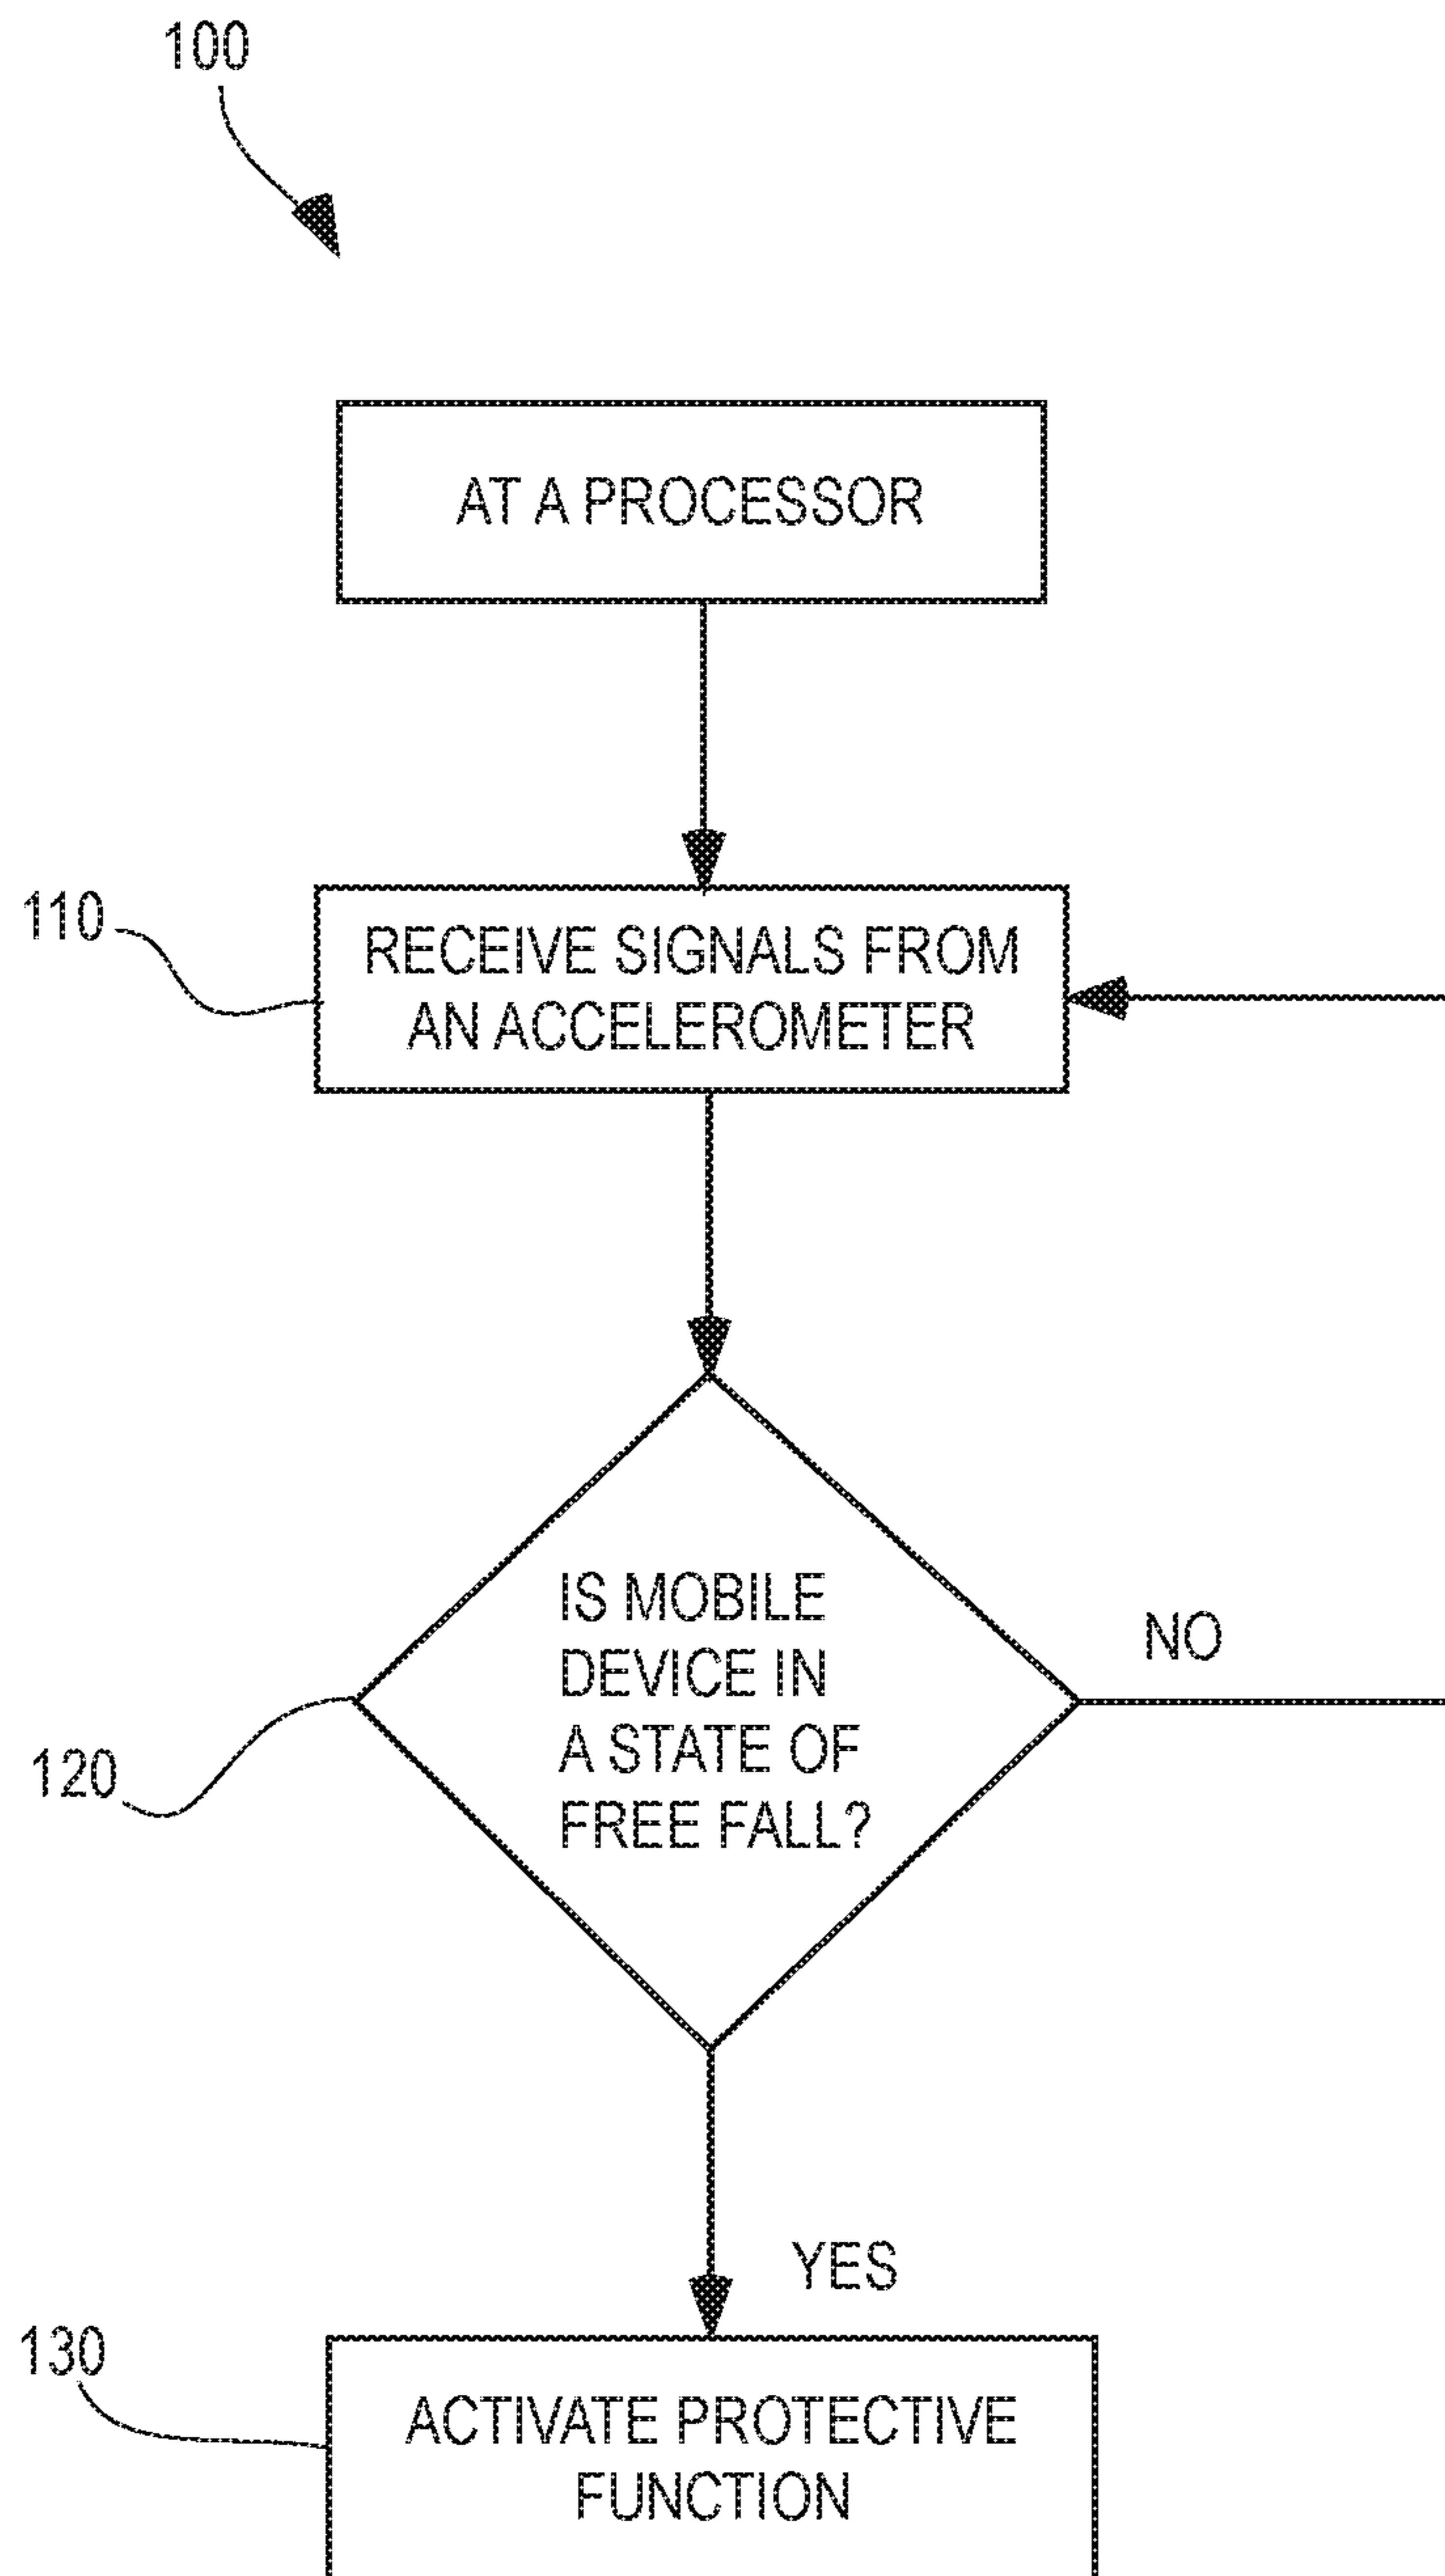 100
AT A PROCESSOR
110
RECEIVE SIGNALS FROM
AN ACCELEROMETER
IS MOBILE
DEVICE IN
A STATE OF
FREE FALL?
NO
120
YES
130
ACTIVATE PROTECTIVE
FUNCTION